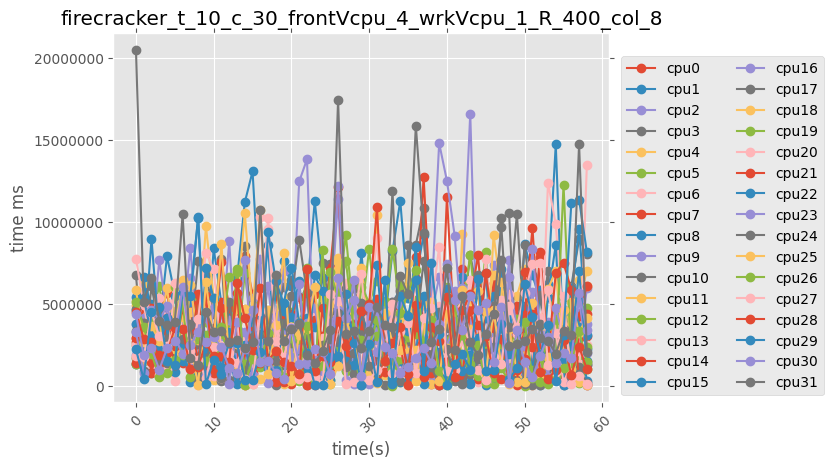 firecracker_t_10_c_30_frontVcpu_4_wrkVcpu_1_R_400_col_8
time ms
20000000
15000000
10000000
5000000
0
0
10
20
30
40
50
60
time(s)
cpu0
cpu1
cpu2
cpu3
cpu4
cpu5
cpu6
cpu7
cpu8
cpu9
cpu10
cpu11
cpu12
cpu13
cpu14
cpu15
cpu16
cpu17
cpu18
cpu19
cpu20
cpu21
cpu22
cpu23
cpu24
cpu25
cpu26
cpu27
cpu28
cpu29
cpu30
cpu31